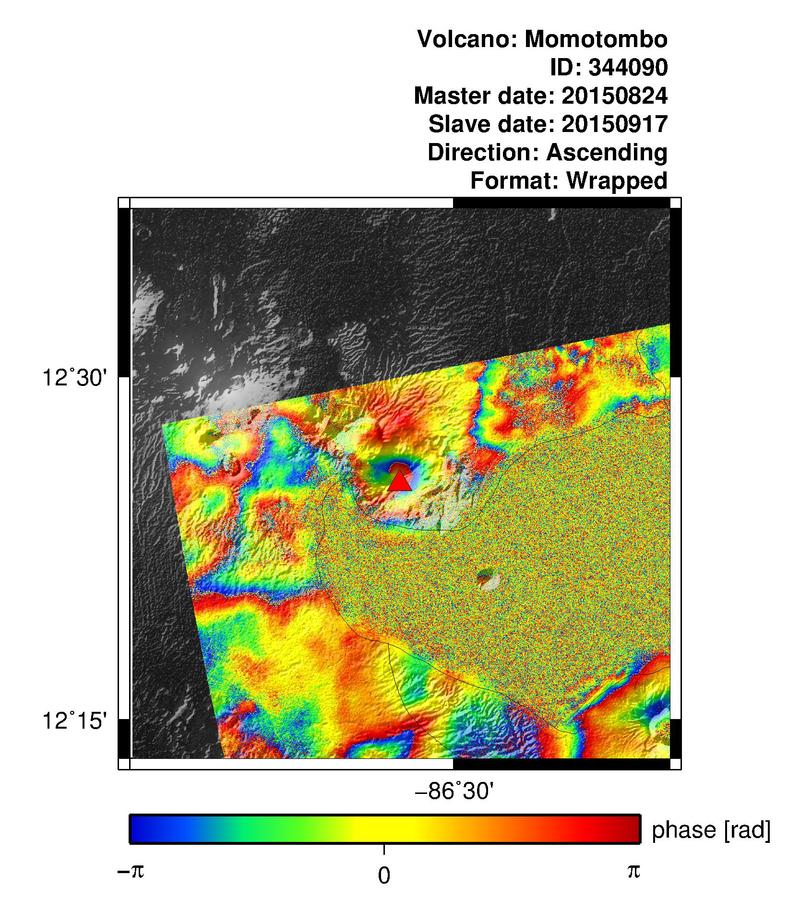 Volcano: Momotombo
ID: 344090
Master date: 20150824
Slave date: 20150917
Direction: Ascending
Format: Wrapped
12˚30'
12˚15'
−86˚30'
phase [rad]
−π 0 π